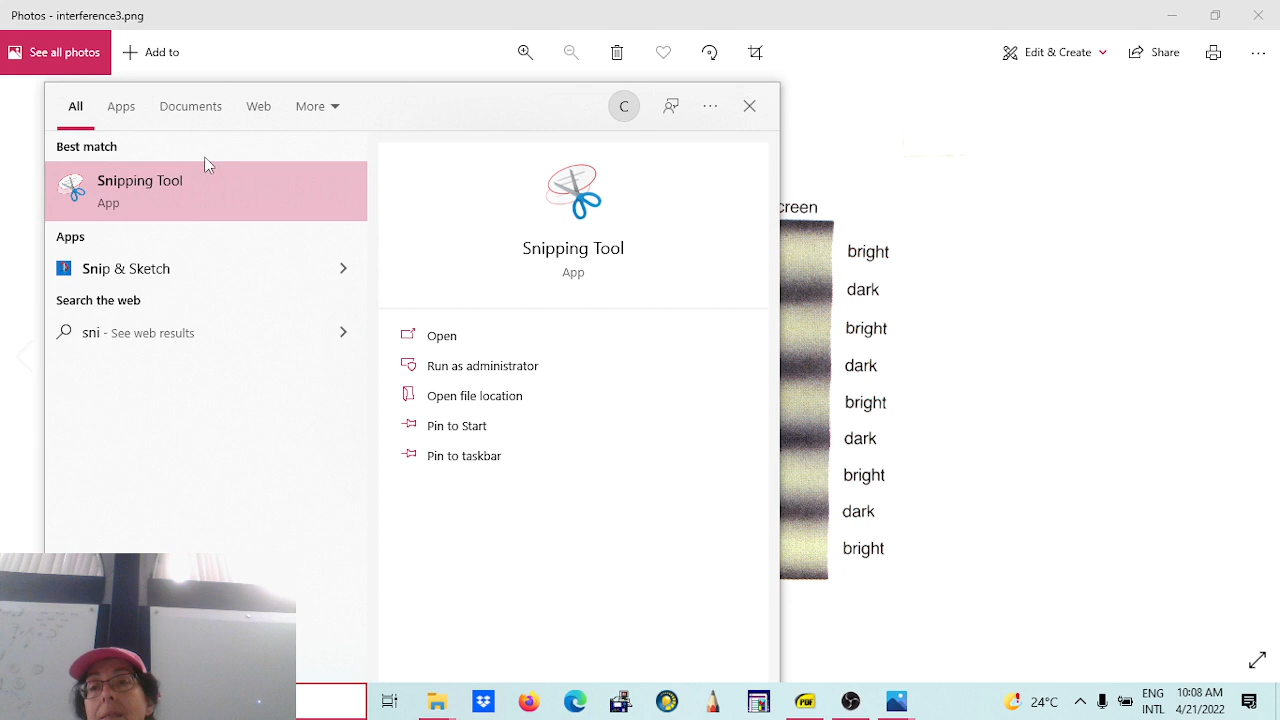 Photos - interference3.png
See all photos
Add to
Edit & Create
Share
All
Apps
Documents
Web
More
C
Best match
Snipping Tool
App
Apps
Snip & Sketch
Search the web
sni - See web results
Snipping Tool
App
Open
Run as administrator
Open file location
Pin to Start
Pin to taskbar
creen
bright
dark
bright
dark
bright
dark
bright
dark
bright
PDF
24°C
ENG
INTL
10:08 AM
4/21/2022